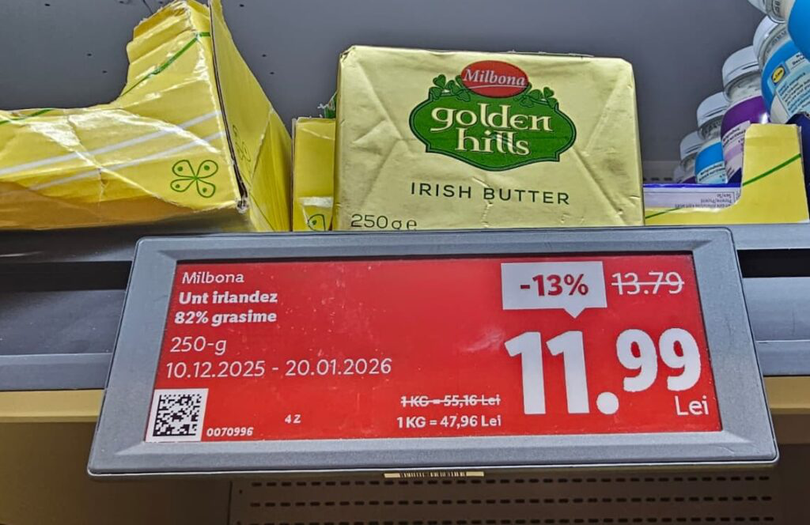 Milbona
golden
hills
IRISH BUTTER
250g e
Milbona
Unt irlandez
82% grasime
250-g
10.12.2025 - 20.01.2026
0070996
4 Z
-13%
13.79
11.99
Lei
1 KG = 55,16 Lei
1 KG = 47,96 Lei